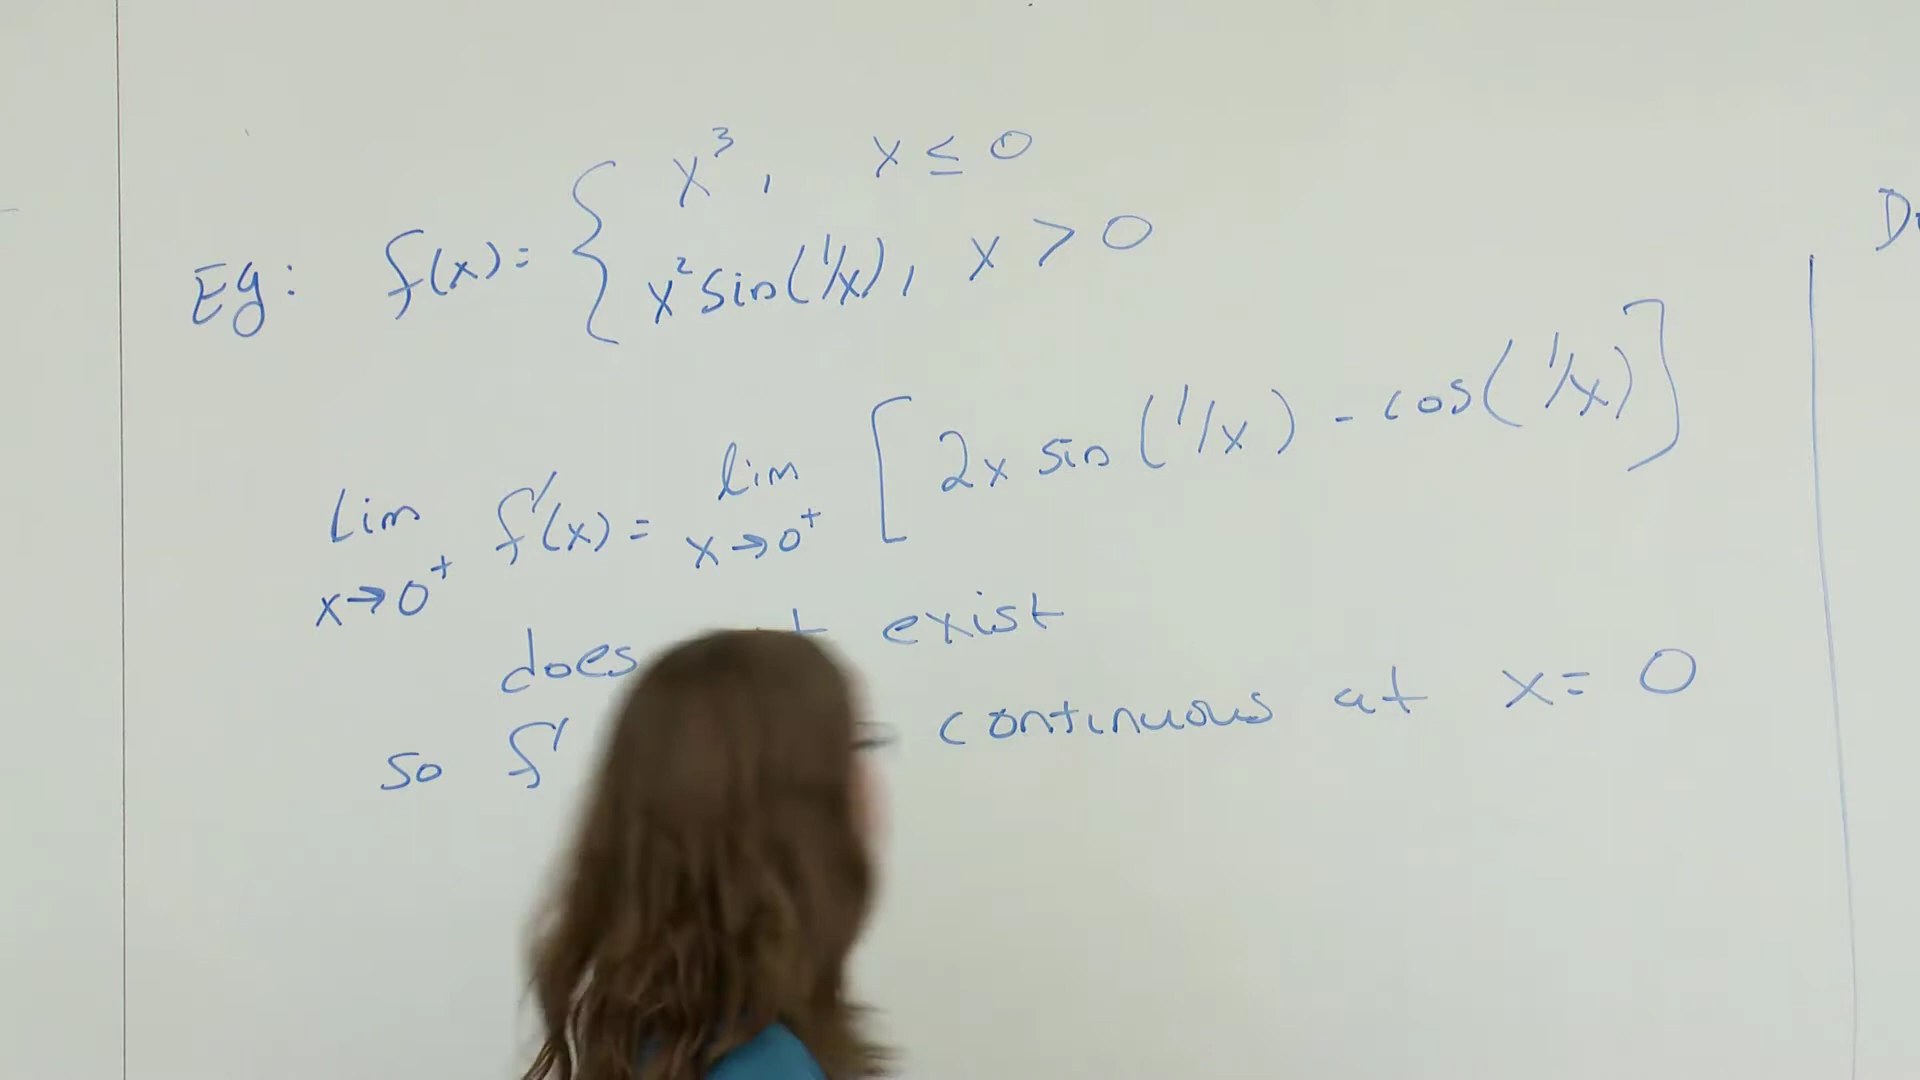 Eg: f(x) = { x³, x ≤ 0
x² sin(1/x), x > 0
Lim x→0⁺ f'(x) = lim x→0⁺ [2x sin(1/x) - cos(1/x)]
does exist
so f' continuous at x = 0